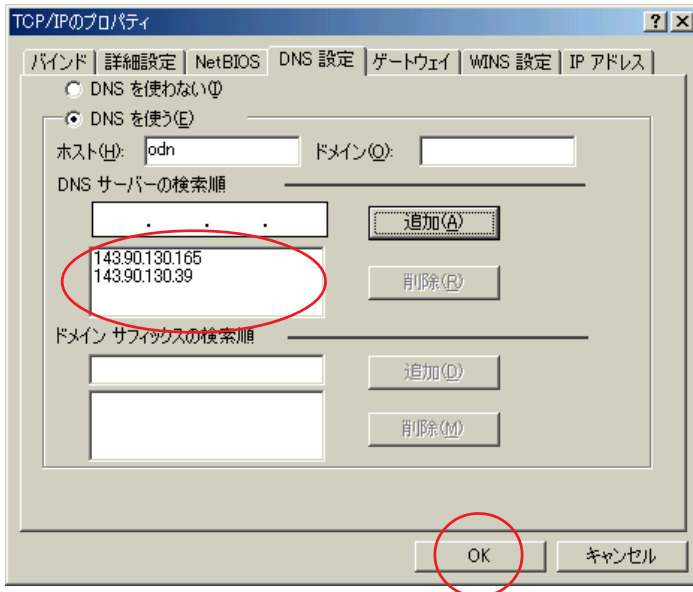 TCP/IPのプロパティ
? ×
バインド 詳細設定 NetBIOS DNS 設定 ゲートウェイ WINS 設定 IP アドレス
DNS を使わない(I)
DNS を使う(E)
ホスト(H): odn ドメイン(O):
DNS サーバーの検索順
. . . 追加(A)
143.90.130.165
143.90.130.39
削除(R)
ドメイン サフィックスの検索順
追加(D)
削除(M)
OK キャンセル